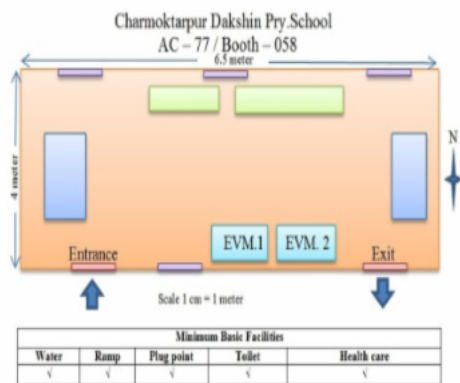 Charmoktarpur Dakshin Pry.School
AC – 77 / Booth – 058
6.5 meter
4 meter
N
EVM.1 EVM. 2
Entrance Exit
Scale 1 cm = 1 meter
Minimum Basic Facilities
Water Ramp Plug point Toilet Health care
√ √ √ √ √